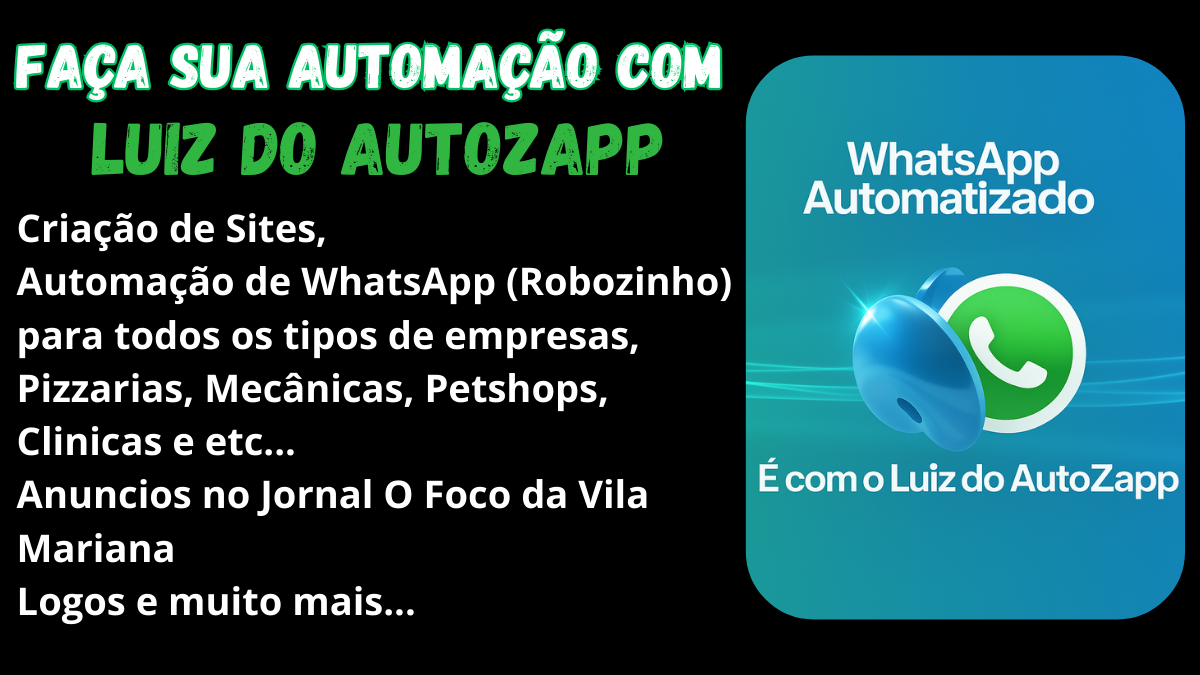 FAÇA SUA AUTOMAÇÃO COM
LUIZ DO AUTOZAPP
Criação de Sites,
Automação de WhatsApp (Robozinho)
para todos os tipos de empresas,
Pizzarias, Mecânicas, Petshops,
Clinicas e etc...
Anuncios no Jornal O Foco da Vila
Mariana
Logos e muito mais...
WhatsApp
Automatizado
É com o Luiz do AutoZapp